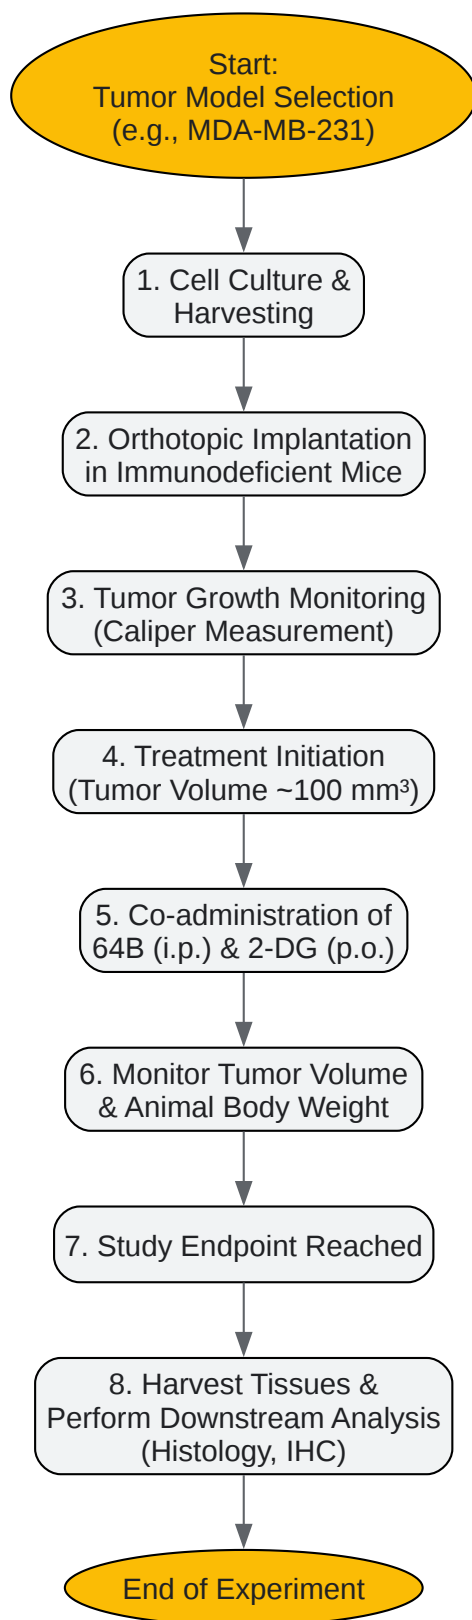 Start:
Tumor Model Selection
(e.g., MDA-MB-231)
1. Cell Culture &
Harvesting
2. Orthotopic Implantation
in Immunodeficient Mice
3. Tumor Growth Monitoring
(Caliper Measurement)
4. Treatment Initiation
(Tumor Volume ~100 mm³)
5. Co-administration of
64B (i.p.) & 2-DG (p.o.)
6. Monitor Tumor Volume
& Animal Body Weight
7. Study Endpoint Reached
8. Harvest Tissues &
Perform Downstream Analysis
(Histology, IHC)
End of Experiment